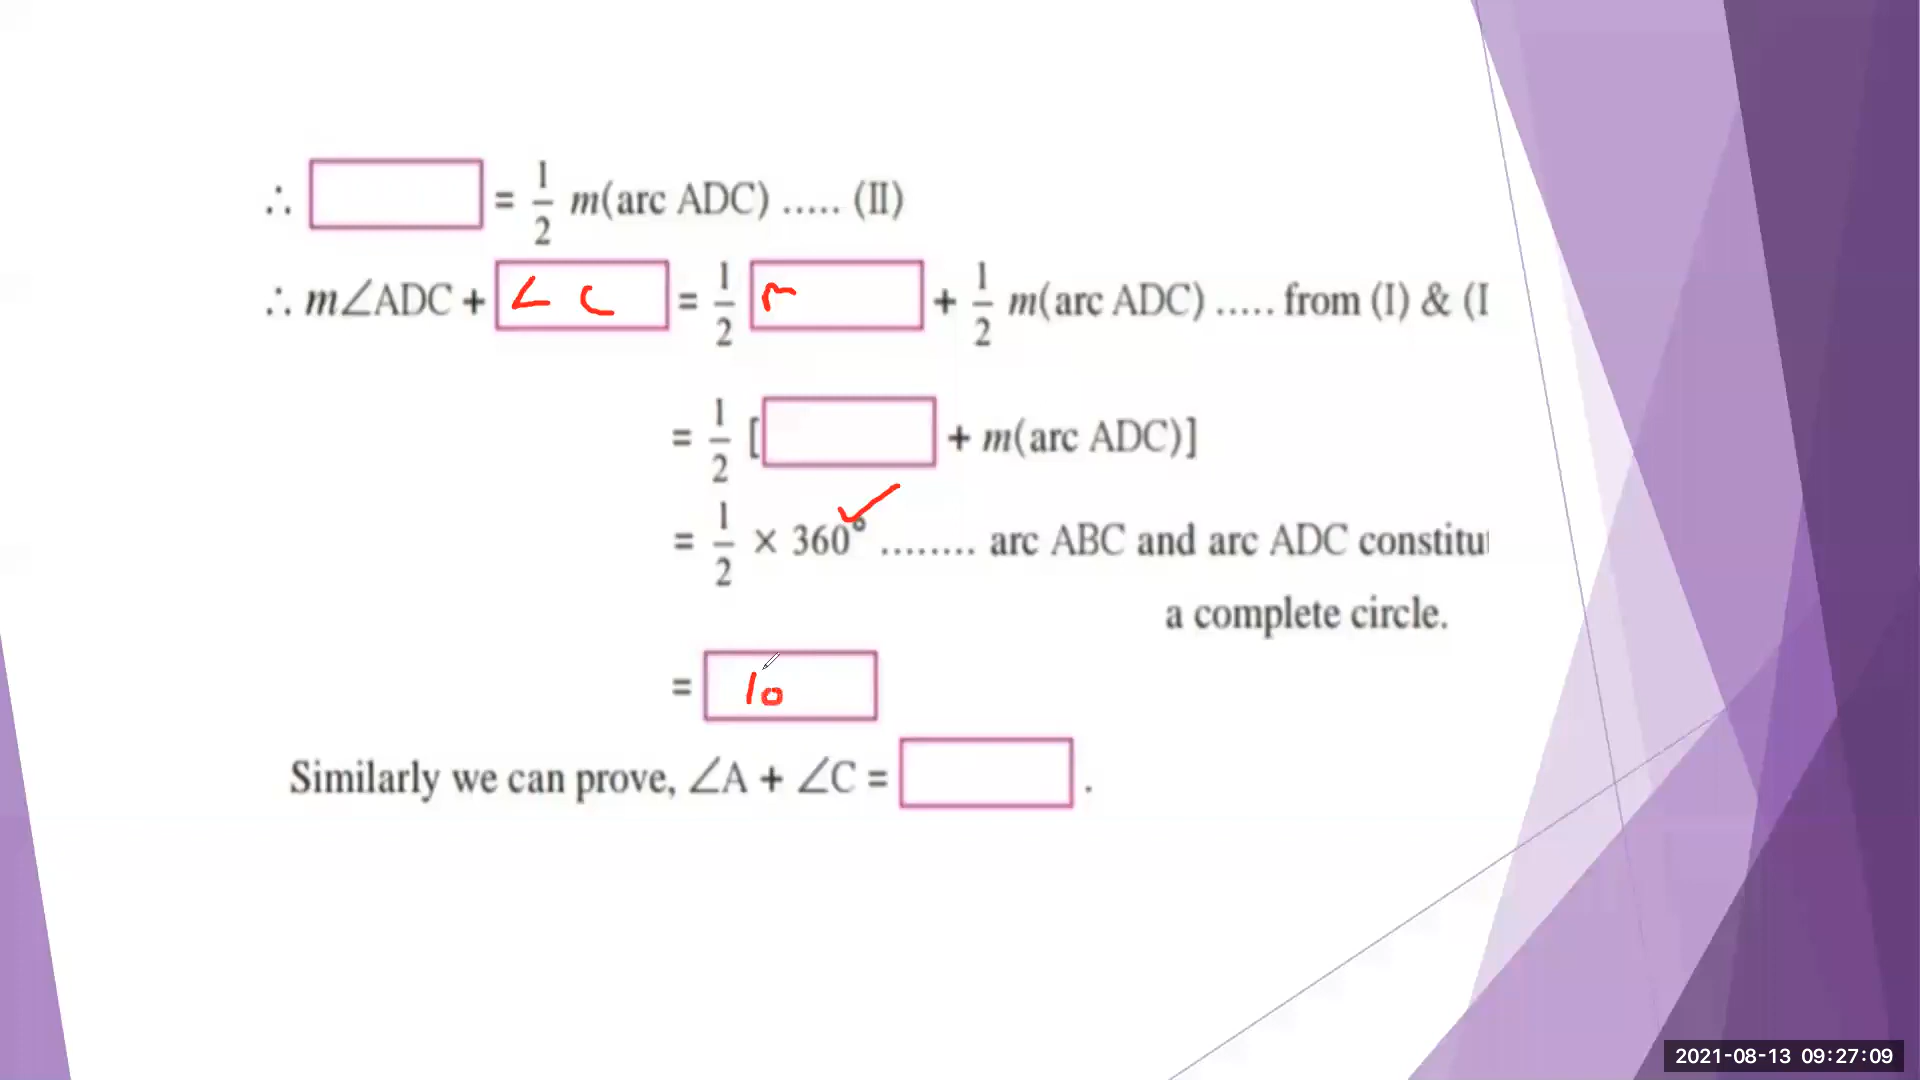 ∴ = 1/2 m(arc ADC) ..... (II)
∴ m∠ADC + ∠ C = 1/2 m + 1/2 m(arc ADC) ..... from (I) & (I
= 1/2 [ + m(arc ADC)]
= 1/2 × 360° ✓ ........ arc ABC and arc ADC constitu
a complete circle.
= 10
Similarly we can prove, ∠A + ∠C = .
2021-08-13 09:27:09